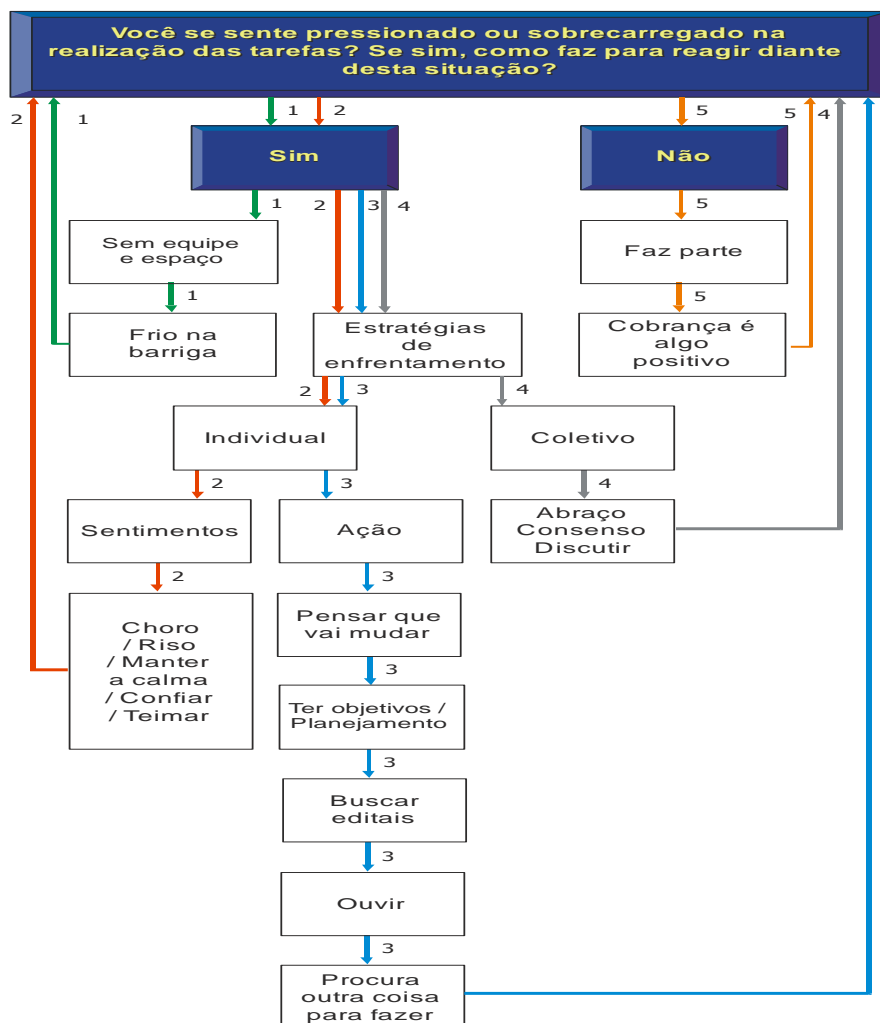 Você se sente pressionado ou sobrecarregado na
realização das tarefas? Se sim, como faz para reagir diante
desta situação?
2
1
1
2
5
5
4
Sim
Não
1
2
3
4
5
Sem equipe
e espaço
Faz parte
1
5
Frio na
barriga
Estratégias
de
enfrentamento
Cobrança é
algo
positivo
2
3
4
Individual
Coletivo
2
3
4
Sentimentos
Ação
Abraço
Consenso
Discutir
2
3
Choro
/ Riso
/ Manter
a calma
/ Confiar
/ Teimar
Pensar que
vai mudar
3
Ter objetivos /
Planejamento
3
Buscar
editais
3
Ouvir
3
Procura
outra coisa
para fazer